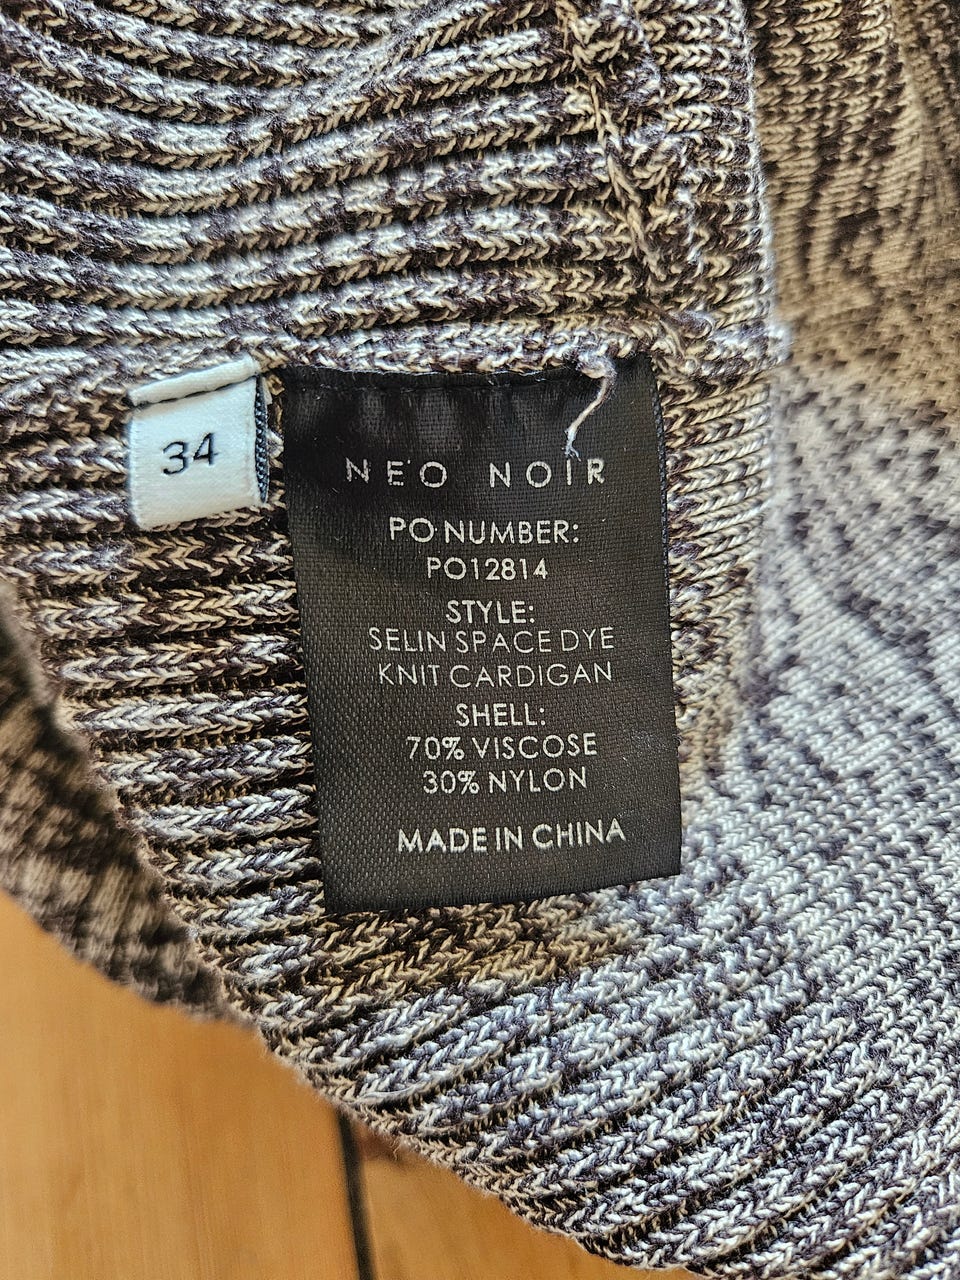 34
NEO NOIR
PO NUMBER:
PO12814
STYLE:
SELIN SPACE DYE
KNIT CARDIGAN
SHELL:
70% VISCOSE
30% NYLON
MADE IN CHINA